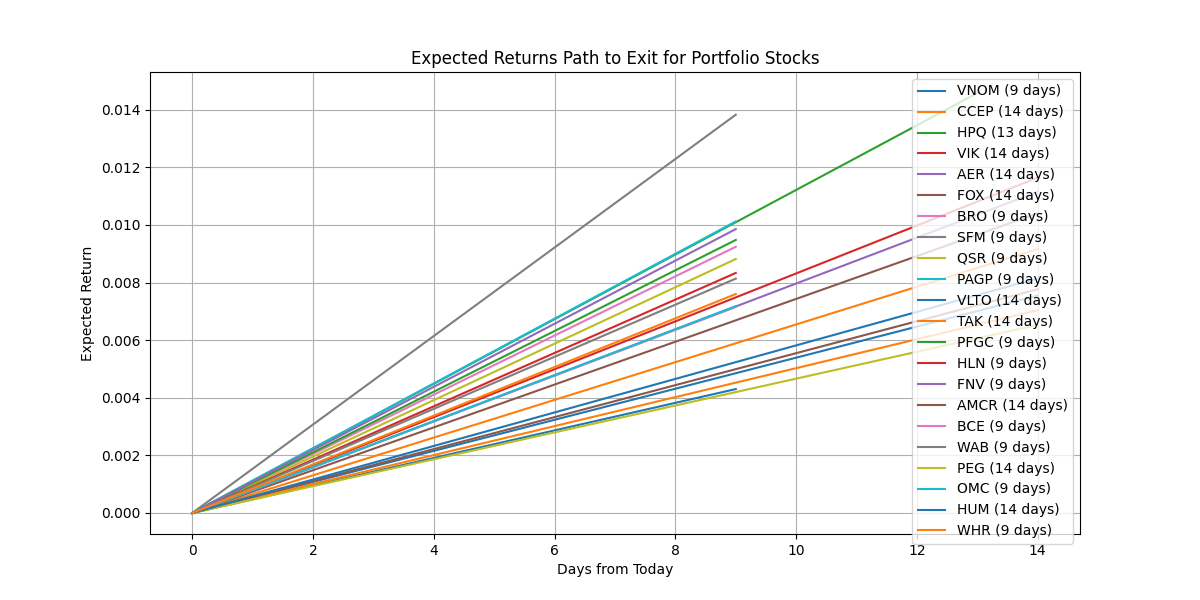 Expected Returns Path to Exit for Portfolio Stocks
Expected Return
0.014
0.012
0.010
0.008
0.006
0.004
0.002
0.000
0 2 4 6 8 10 12 14
Days from Today
VNOM (9 days)
CCEP (14 days)
HPQ (13 days)
VIK (14 days)
AER (14 days)
FOX (14 days)
BRO (9 days)
SFM (9 days)
QSR (9 days)
PAGP (9 days)
VLTO (14 days)
TAK (14 days)
PFGC (9 days)
HLN (9 days)
FNV (9 days)
AMCR (14 days)
BCE (9 days)
WAB (9 days)
PEG (14 days)
OMC (9 days)
HUM (14 days)
WHR (9 days)